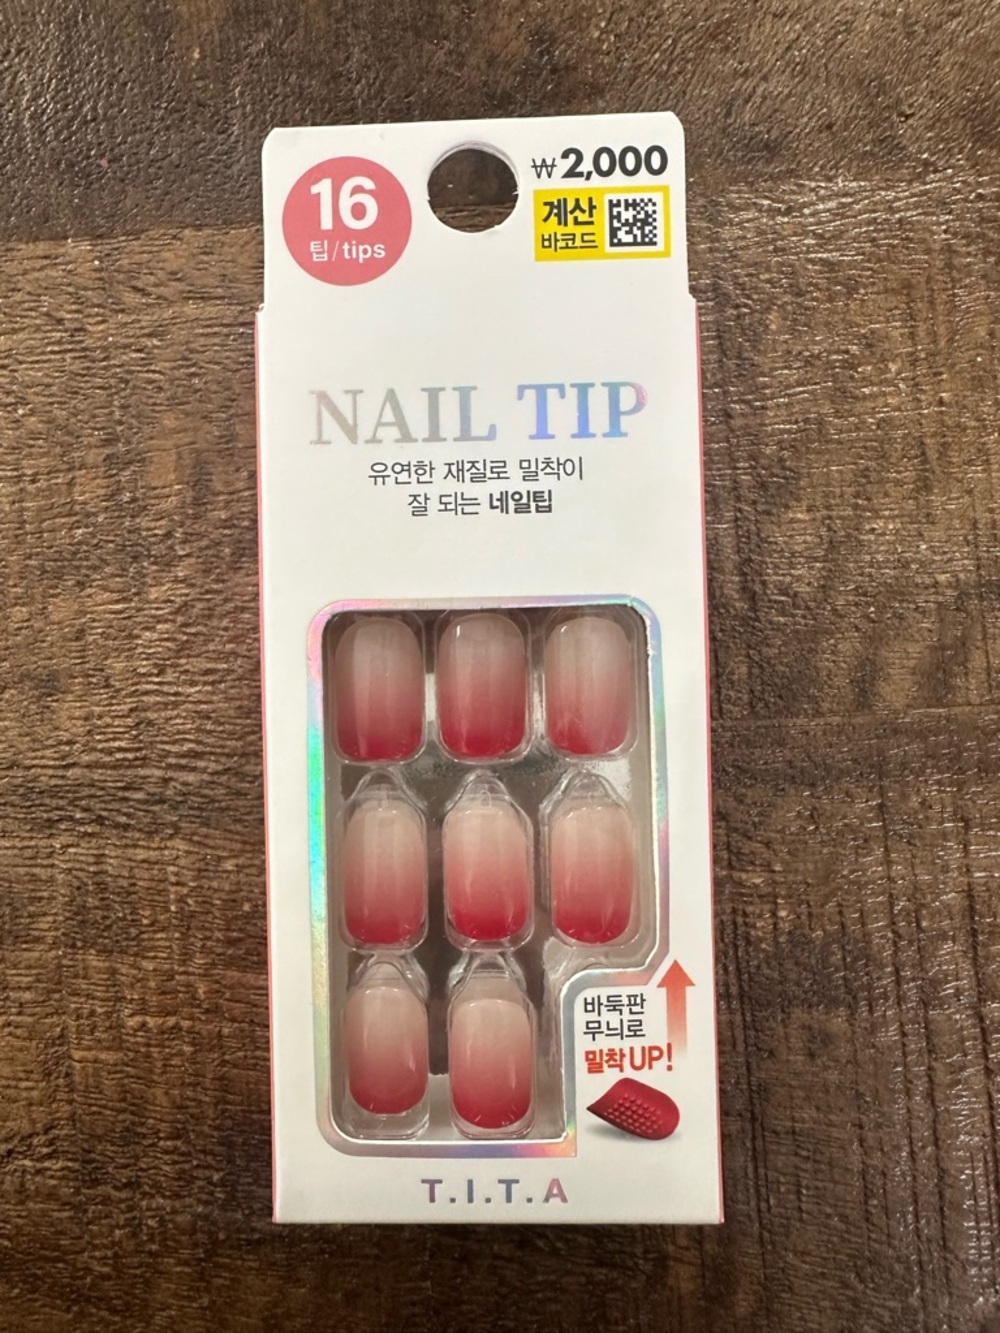 16
팁/tips
₩2,000
계산
바코드
NAIL TIP
유연한 재질로 밀착이
잘 되는 네일팁
바둑판
무늬로
밀착UP!
T.I.T.A